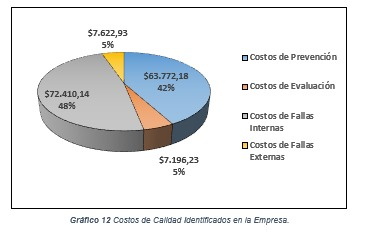 $7.622,93
5%
$63.772,18
42%
$72.410,14
48%
$7.196,23
5%
Costos de Prevención
Costos de Evaluación
Costos de Fallas
Internas
Costos de Fallas
Externas
Gráfico 12 Costos de Calidad Identificados en la Empresa.